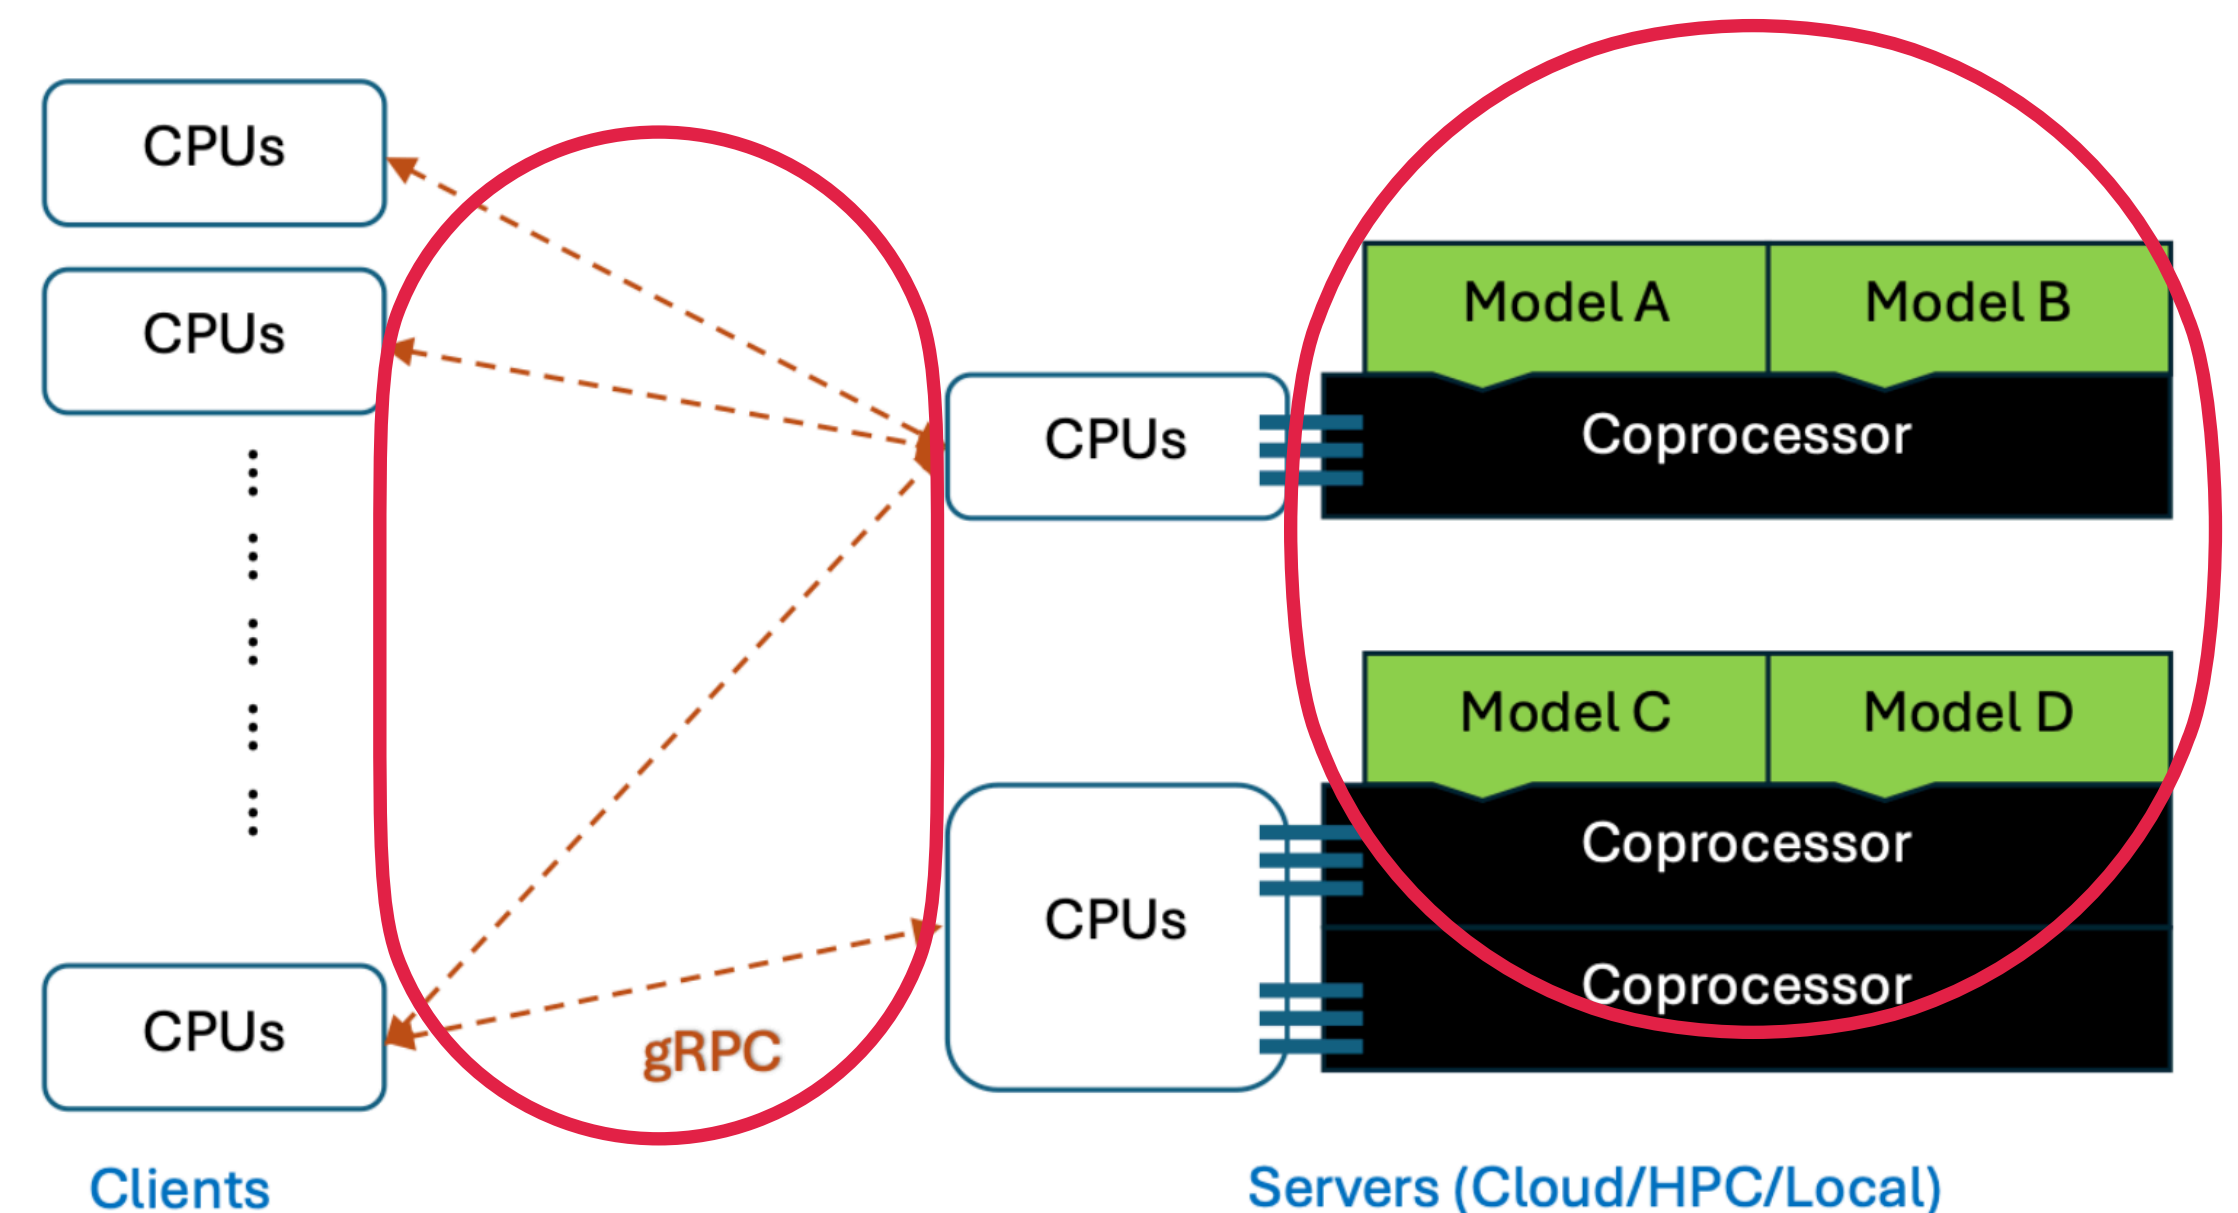 CPUs
CPUs
CPUs
gRPC
Clients
CPUs
Model A
Model B
Coprocessor
CPUs
Model C
Model D
Coprocessor
Coprocessor
Servers (Cloud/HPC/Local)